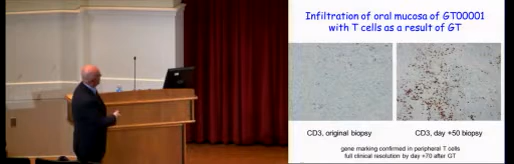 Infiltration of oral mucosa of GT00001
with T cells as a result of GT
CD3, original biopsy
CD3, day +50 biopsy
gene marking confirmed in peripheral T cells
full clinical resolution by day +70 after GT